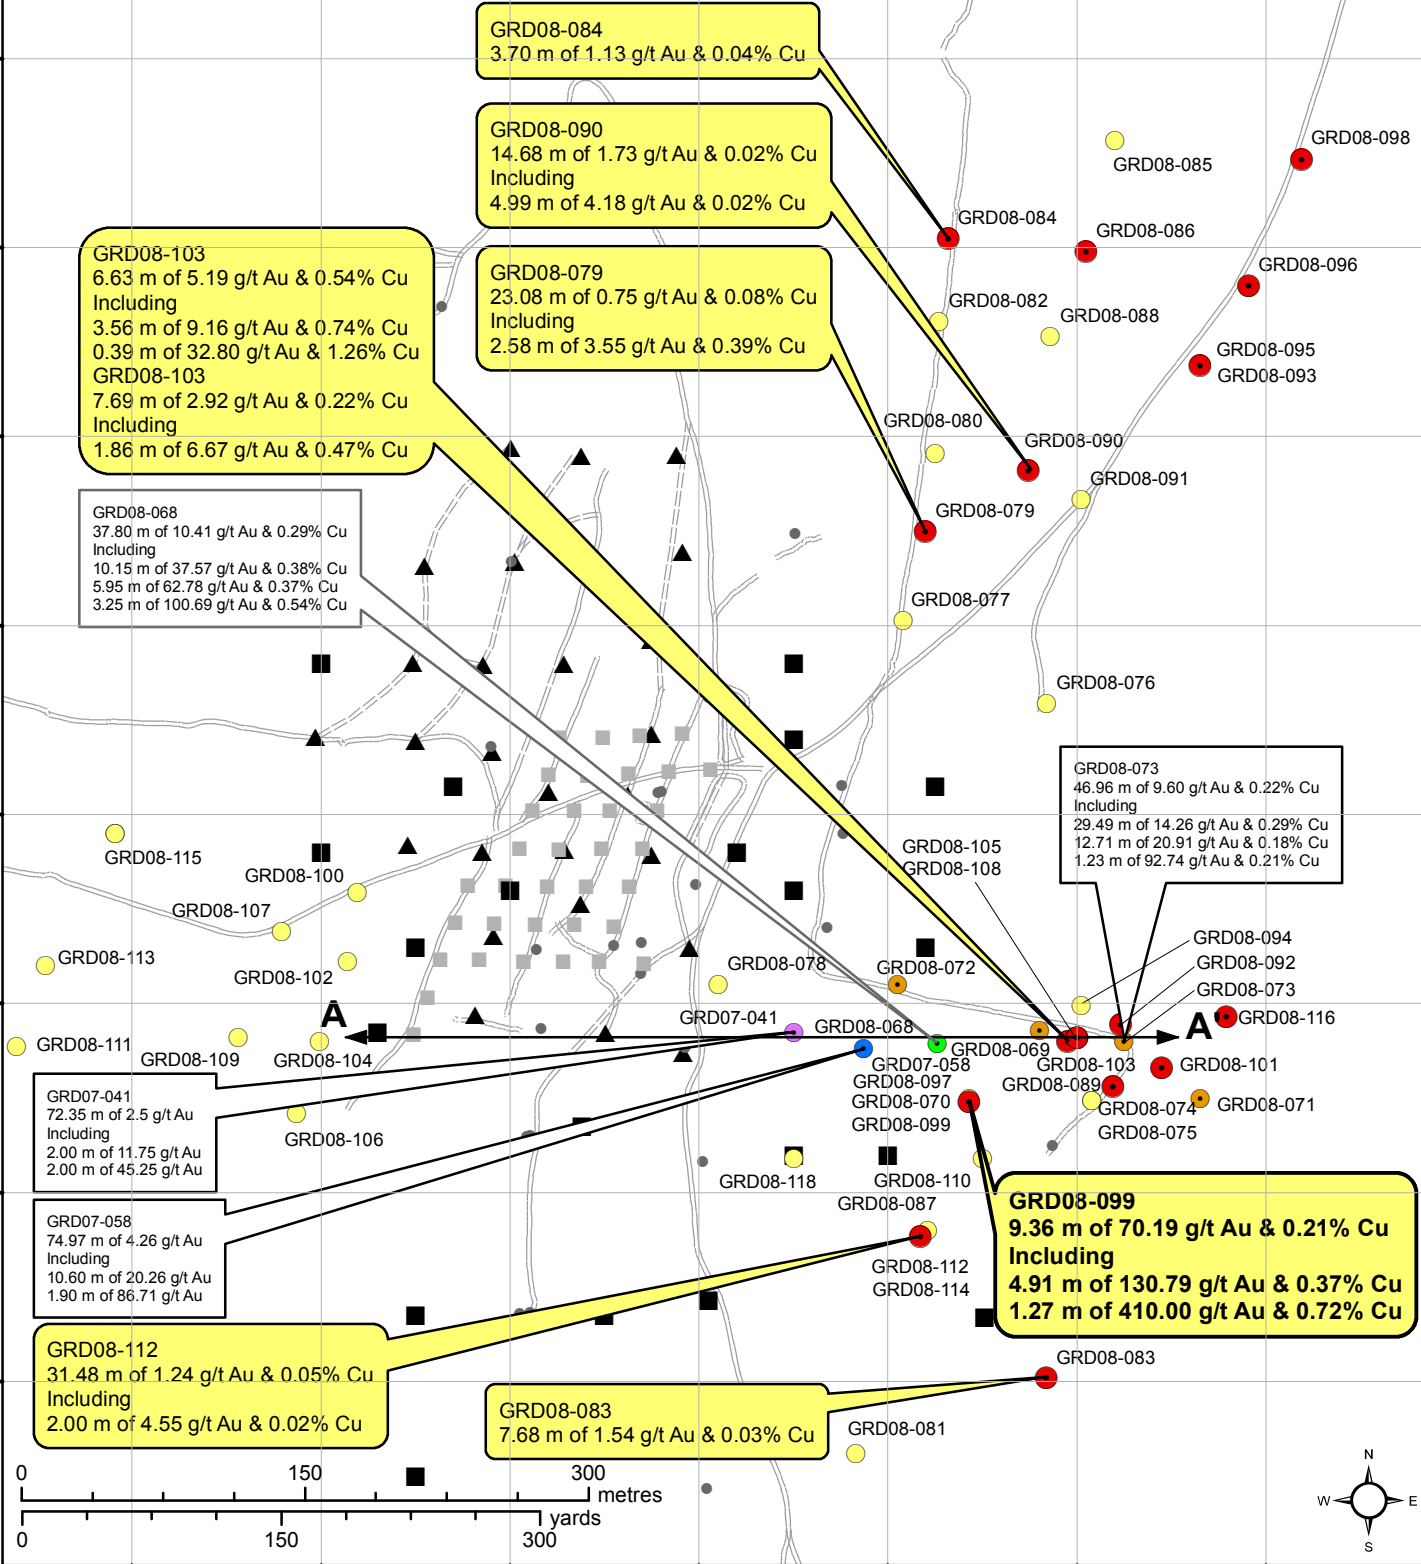 GRD08-084
3.70 m of 1.13 g/t Au & 0.04% Cu
GRD08-090
14.68 m of 1.73 g/t Au & 0.02% Cu
Including
4.99 m of 4.18 g/t Au & 0.02% Cu
GRD08-079
23.08 m of 0.75 g/t Au & 0.08% Cu
Including
2.58 m of 3.55 g/t Au & 0.39% Cu
GRD08-103
6.63 m of 5.19 g/t Au & 0.54% Cu
Including
3.56 m of 9.16 g/t Au & 0.74% Cu
0.39 m of 32.80 g/t Au & 1.26% Cu
GRD08-103
7.69 m of 2.92 g/t Au & 0.22% Cu
Including
1.86 m of 6.67 g/t Au & 0.47% Cu
GRD08-068
37.80 m of 10.41 g/t Au & 0.29% Cu
Including
10.15 m of 37.57 g/t Au & 0.38% Cu
5.95 m of 62.78 g/t Au & 0.37% Cu
3.25 m of 100.69 g/t Au & 0.54% Cu
GRD08-098
GRD08-085
GRD08-084
GRD08-086
GRD08-096
GRD08-082
GRD08-088
GRD08-095
GRD08-093
GRD08-080
GRD08-090
GRD08-091
GRD08-079
GRD08-077
GRD08-076
GRD08-073
46.96 m of 9.60 g/t Au & 0.22% Cu
Including
29.49 m of 14.26 g/t Au & 0.29% Cu
12.71 m of 20.91 g/t Au & 0.18% Cu
1.23 m of 92.74 g/t Au & 0.21% Cu
GRD08-105
GRD08-108
GRD08-115
GRD08-100
GRD08-107
GRD08-113
GRD08-102
GRD08-078
GRD08-072
GRD08-094
GRD08-092
GRD08-073
A
A'
GRD08-116
GRD07-041
GRD08-068
GRD08-111
GRD08-109
GRD08-104
GRD07-058
GRD08-069
GRD08-103
GRD08-101
GRD08-097
GRD08-070
GRD08-099
GRD08-089
GRD08-074
GRD08-075
GRD08-071
GRD08-106
GRD07-041
72.35 m of 2.5 g/t Au
Including
2.00 m of 11.75 g/t Au
2.00 m of 45.25 g/t Au
GRD08-118
GRD08-110
GRD08-087
GRD07-058
74.97 m of 4.26 g/t Au
Including
10.60 m of 20.26 g/t Au
1.90 m of 86.71 g/t Au
GRD08-099
9.36 m of 70.19 g/t Au & 0.21% Cu
Including
4.91 m of 130.79 g/t Au & 0.37% Cu
1.27 m of 410.00 g/t Au & 0.72% Cu
GRD08-112
GRD08-114
GRD08-112
31.48 m of 1.24 g/t Au & 0.05% Cu
Including
2.00 m of 4.55 g/t Au & 0.02% Cu
GRD08-083
GRD08-083
7.68 m of 1.54 g/t Au & 0.03% Cu
GRD08-081
0 150 300
metres
yards
0 150 300
N
W E
S